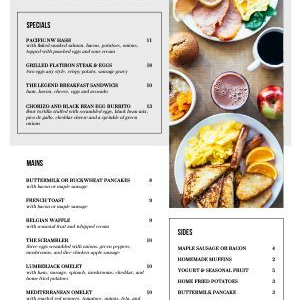 SPECIALS
PACIFIC NW HASH 11
with flaked smoked salmon, bacon, potatoes, onions,
topped with poached eggs and sour cream
GRILLED FLATIRON STEAK & EGGS 18
two eggs any style, crispy potato, sausage gravy
THE LEGEND BREAKFAST SANDWICH 10
ham, bacon, cheese, eggs and avocado
CHORIZO AND BLACK BEAN EGG BURRITO 13
flour tortilla stuffed with scrambled eggs, black bean mix,
pico de gallo, cheddar cheese and a sprinkle of green
onions
MAINS
BUTTERMILK OR BUCKWHEAT PANCAKES 8
with bacon or maple sausage
FRENCH TOAST 9
with bacon or maple sausage
BELGIAN WAFFLE 9
with seasonal fruit and whipped cream
THE SCRAMBLER 10
three eggs scrambled with onions, green peppers,
mushrooms, and diced chicken apple sausage
LUMBERJACK OMELET 10
with ham, sausage, spinach, mushrooms, cheddar, and
home fried potatoes
MEDITERRANEAN OMELET 10
with roasted red peppers, tomatoes, onions, feta, and
SIDES
MAPLE SAUSAGE OR BACON 4
HOMEMADE MUFFINS 2
YOGURT & SEASONAL FRUIT 5
HOME FRIED POTATOES 3
BUTTERMILK PANCAKE 3